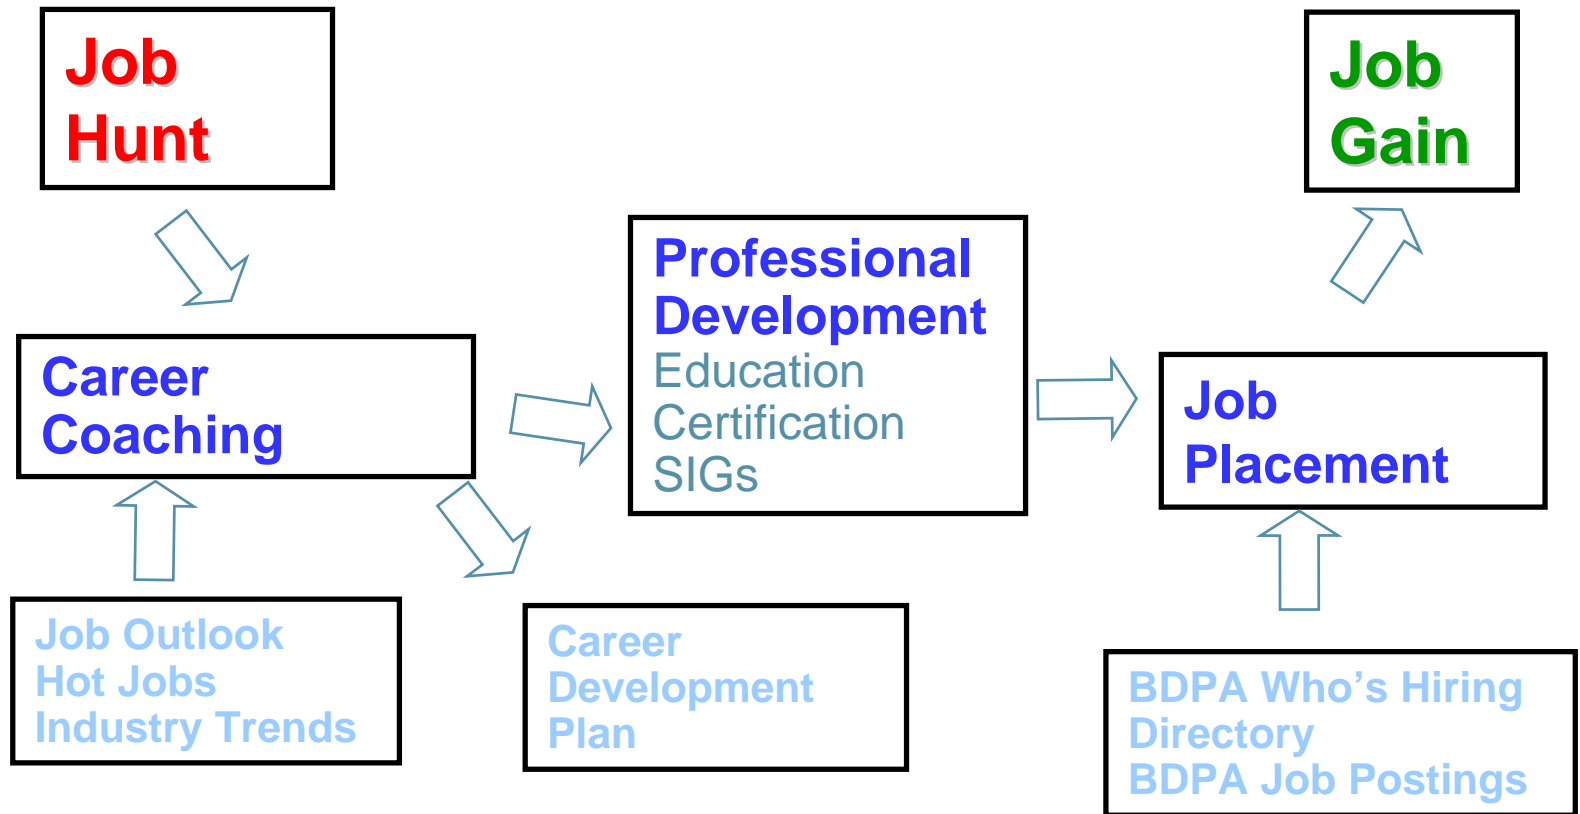 Job
Hunt
Job
Gain
Professional
Development
Education
Certification
SIGs
Career
Coaching
Job
Placement
Job Outlook
Hot Jobs
Industry Trends
Career
Development
Plan
BDPA Who’s Hiring
Directory
BDPA Job Postings